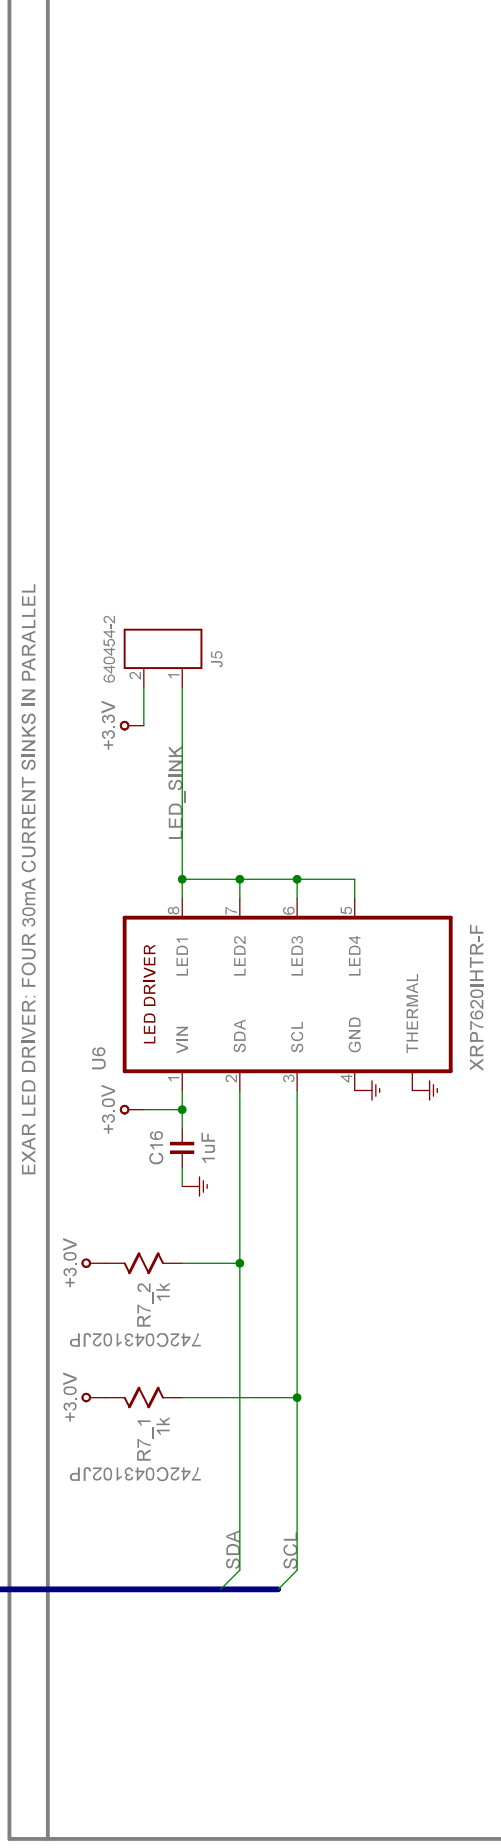 EXAR LED DRIVER: FOUR 30mA CURRENT SINKS IN PARALLEL
+3.0V
R7_1
1k
742C043102JP
+3.0V
R7_2
1k
742C043102JP
SDA
SCL
+3.0V
C16
1uF
U6
LED DRIVER
1 VIN LED1 8
2 SDA LED2 7
3 SCL LED3 6
4 GND LED4 5
THERMAL
XRP7620IHTR-F
LED_SINK
+3.3V
640454-2
2
1
J5